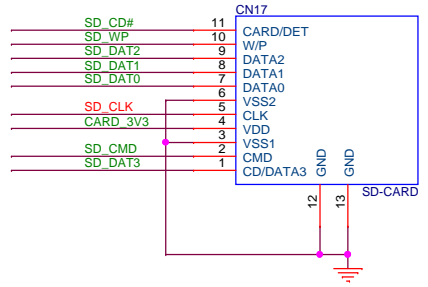 CN17
SD_CD# 11 CARD/DET
SD_WP 10 W/P
SD_DAT2 9 DATA2
SD_DAT1 8 DATA1
SD_DAT0 7 DATA0
6 VSS2
SD_CLK 5 CLK
CARD_3V3 4 VDD
3 VSS1
SD_CMD 2 CMD
SD_DAT3 1 CD/DATA3
GND GND
SD-CARD
12 13